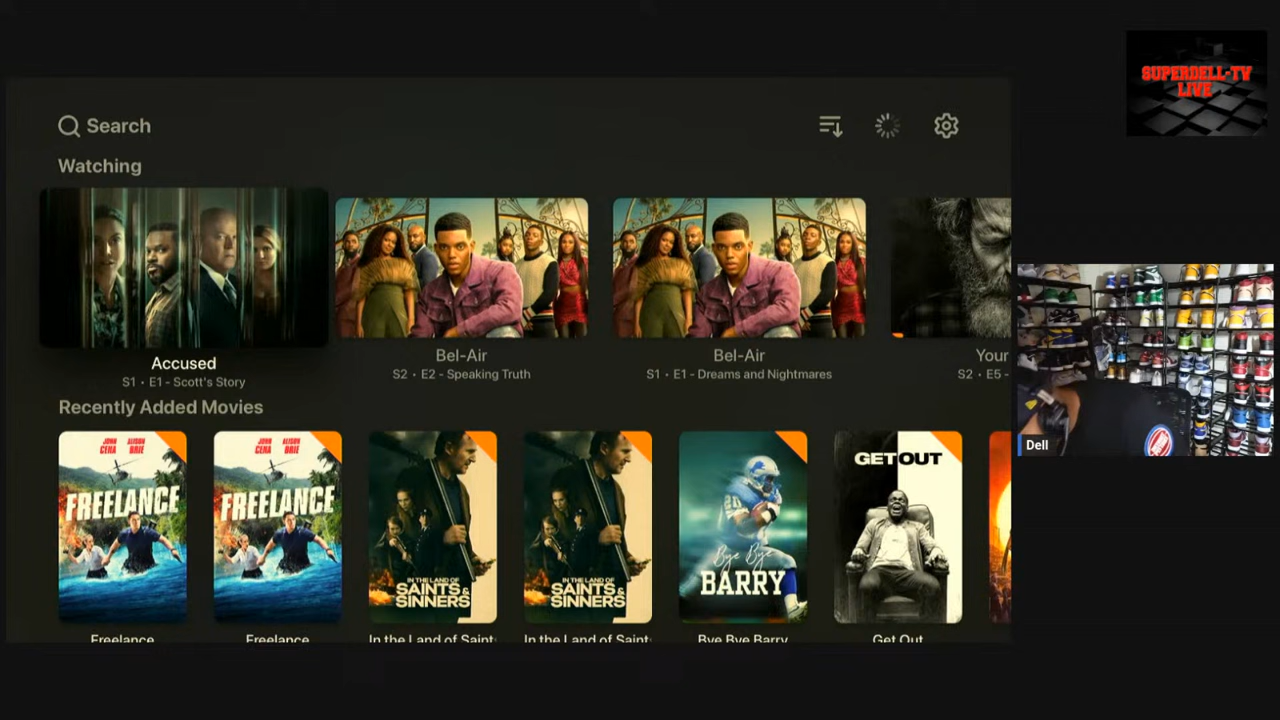 SUPERDELL-TV
LIVE
Search
Watching
Accused
S1 • E1 - Scott's Story
Bel-Air
S2 • E2 - Speaking Truth
Bel-Air
S1 • E1 - Dreams and Nightmares
Your
S2 • E5 -
Recently Added Movies
JOHN CENA ALISON BRIE
FREELANCE
JOHN CENA ALISON BRIE
FREELANCE
IN THE LAND OF
SAINTS &
SINNERS
IN THE LAND OF
SAINTS &
SINNERS
20
Bye Bye
BARRY
GET OUT
Freelance
Freelance
In the Land of Saint
In the Land of Saint
Bye Bye Barry
Get Out
Dell